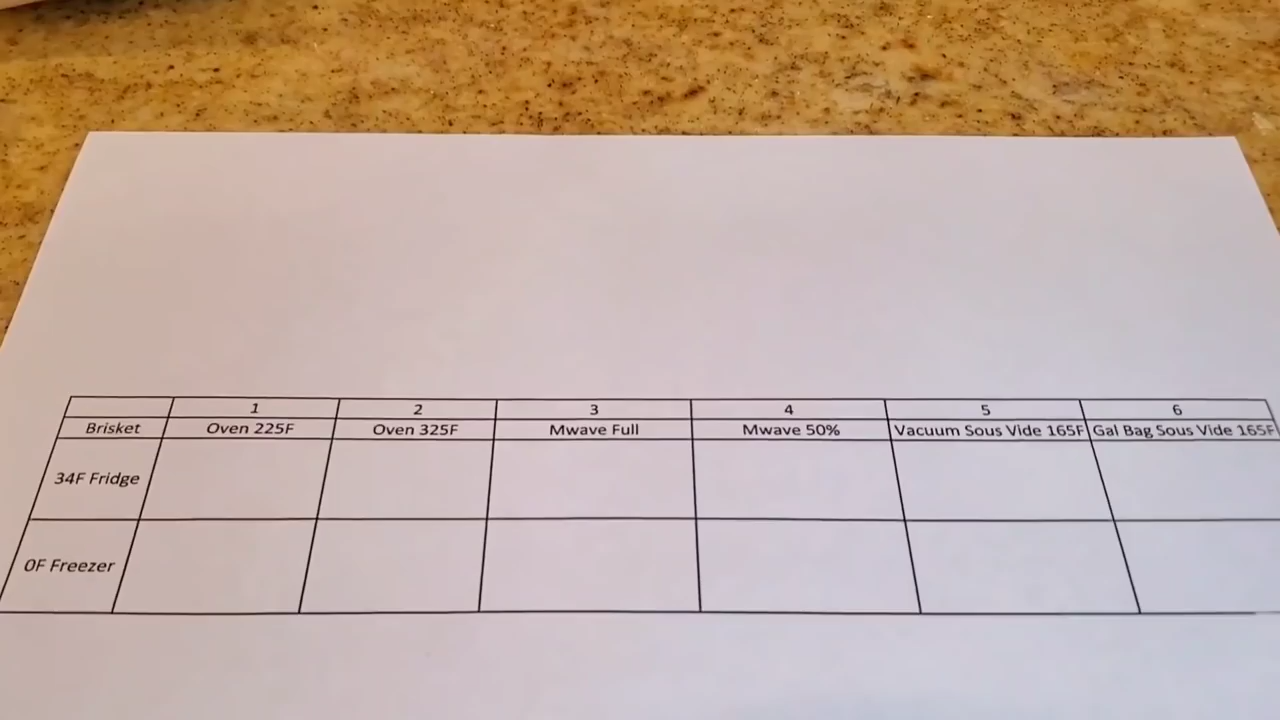 1 2 3 4 5 6
Brisket Oven 225F Oven 325F Mwave Full Mwave 50% Vacuum Sous Vide 165F Gal Bag Sous Vide 165F
34F Fridge
0F Freezer